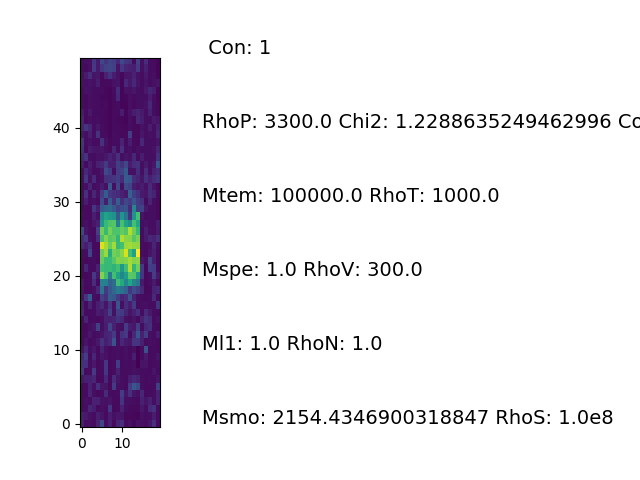 Con: 1
RhoP: 3300.0 Chi2: 1.2288635249462996 Co
Mtem: 100000.0 RhoT: 1000.0
Mspe: 1.0 RhoV: 300.0
Ml1: 1.0 RhoN: 1.0
Msmo: 2154.4346900318847 RhoS: 1.0e8
40
30
20
10
0
0 10